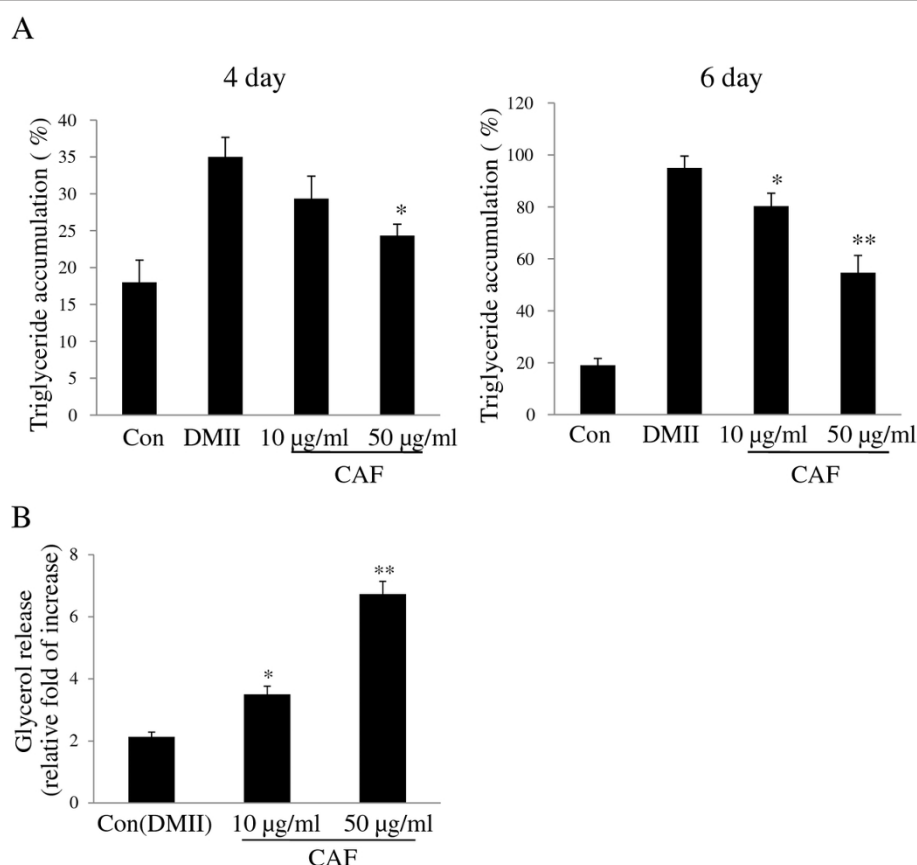 A
4 day
Triglyceride accumulation ( %)
40
35
30
25
20
15
10
5
0
*
Con DMII 10 µg/ml 50 µg/ml
CAF
6 day
Triglyceride accumulation ( %)
120
100
80
60
40
20
0
*
**
Con DMII 10 µg/ml 50 µg/ml
CAF
B
Glycerol release
(relative fold of increase)
8
6
4
2
0
*
**
Con(DMII) 10 µg/ml 50 µg/ml
CAF